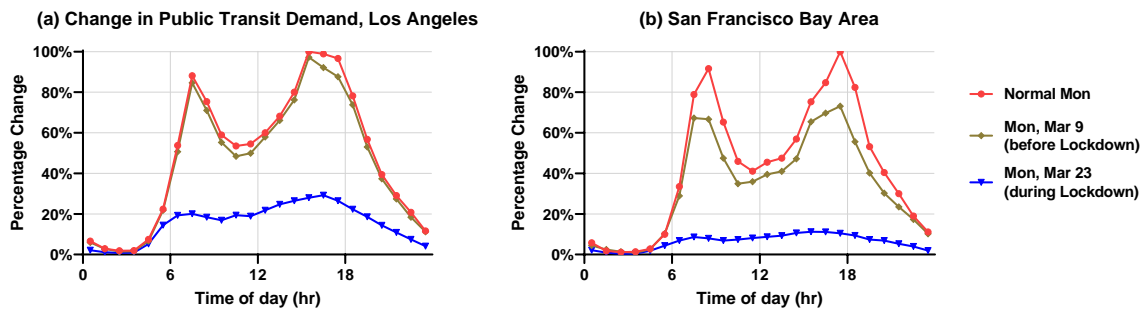 (a) Change in Public Transit Demand, Los Angeles
(b) San Francisco Bay Area
Percentage Change
100%
80%
60%
40%
20%
0%
0
6
12
18
Time of day (hr)
Percentage Change
100%
80%
60%
40%
20%
0%
0
6
12
18
Time of day (hr)
Normal Mon
Mon, Mar 9
(before Lockdown)
Mon, Mar 23
(during Lockdown)